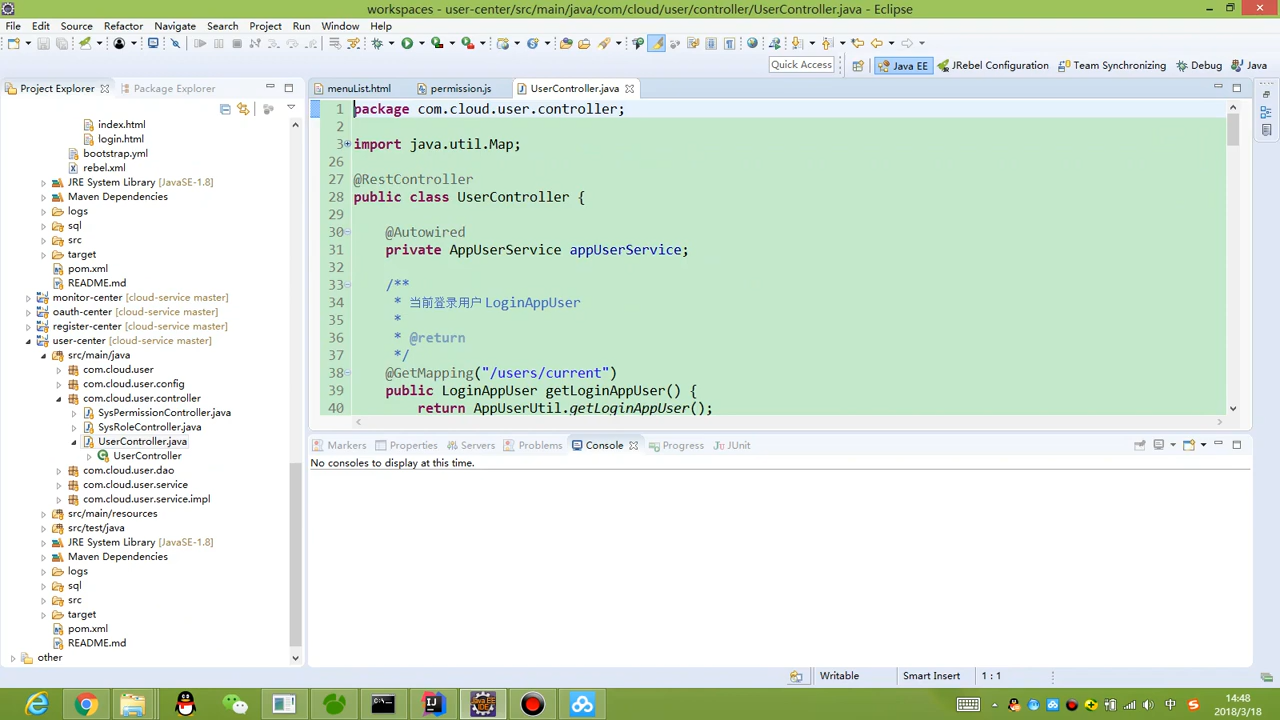 workspaces - user-center/src/main/java/com/cloud/user/controller/UserController.java - Eclipse
File Edit Source Refactor Navigate Search Project Run Window Help
Quick Access Java EE JRebel Configuration Team Synchronizing Debug Java
Project Explorer Package Explorer
menuList.html permission.js UserController.java
index.html
login.html
bootstrap.yml
rebel.xml
JRE System Library [JavaSE-1.8]
Maven Dependencies
logs
sql
src
target
pom.xml
README.md
monitor-center [cloud-service master]
oauth-center [cloud-service master]
register-center [cloud-service master]
user-center [cloud-service master]
src/main/java
com.cloud.user
com.cloud.user.config
com.cloud.user.controller
SysPermissionController.java
SysRoleController.java
UserController.java
UserController
com.cloud.user.dao
com.cloud.user.service
com.cloud.user.service.impl
src/main/resources
src/test/java
JRE System Library [JavaSE-1.8]
Maven Dependencies
logs
sql
src
target
pom.xml
README.md
other
1 package com.cloud.user.controller;
2
3 import java.util.Map;
26
27 @RestController
28 public class UserController {
29
30 @Autowired
31 private AppUserService appUserService;
32
33 /**
34 * 当前登录用户 LoginAppUser
35 *
36 * @return
37 */
38 @GetMapping("/users/current")
39 public LoginAppUser getLoginAppUser() {
40 return AppUserUtil.getLoginAppUser();
Markers Properties Servers Problems Console Progress JUnit
No consoles to display at this time.
Writable Smart Insert 1 : 1
中
14:48
2018/3/18